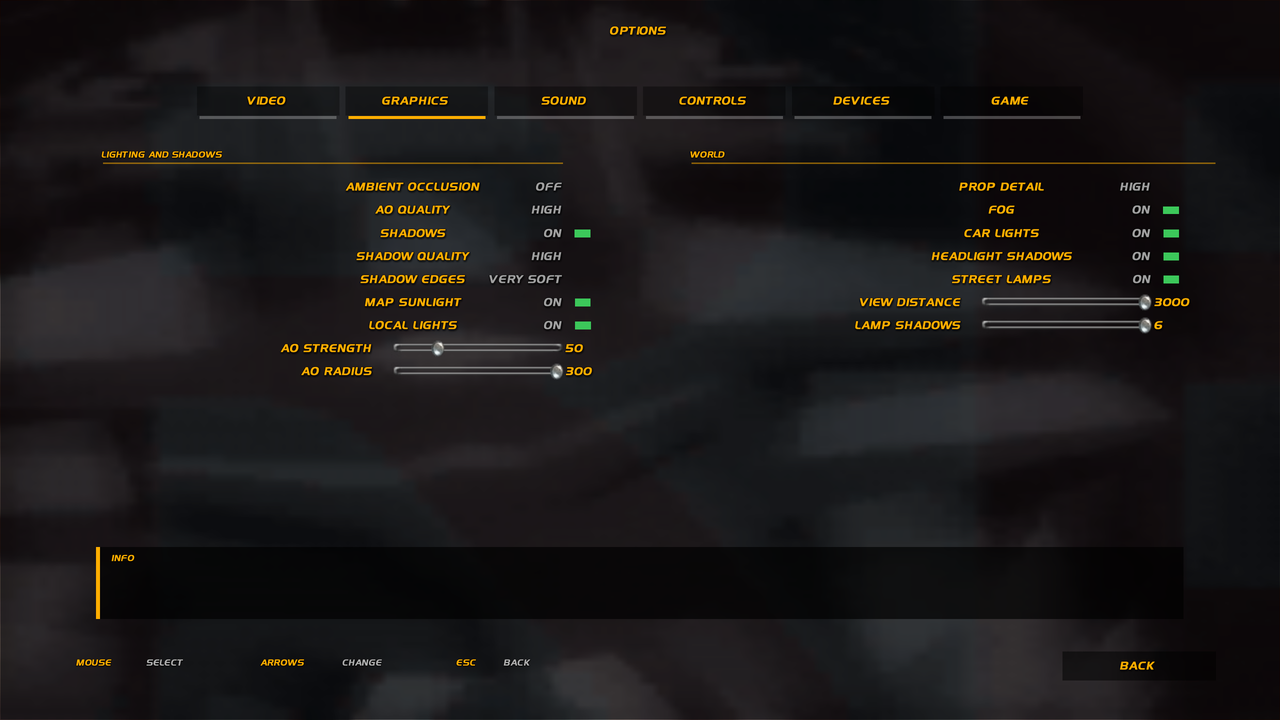 OPTIONS
VIDEO GRAPHICS SOUND CONTROLS DEVICES GAME
LIGHTING AND SHADOWS
AMBIENT OCCLUSION OFF
AO QUALITY HIGH
SHADOWS ON
SHADOW QUALITY HIGH
SHADOW EDGES VERY SOFT
MAP SUNLIGHT ON
LOCAL LIGHTS ON
AO STRENGTH 50
AO RADIUS 300
WORLD
PROP DETAIL HIGH
FOG ON
CAR LIGHTS ON
HEADLIGHT SHADOWS ON
STREET LAMPS ON
VIEW DISTANCE 3000
LAMP SHADOWS 6
INFO
MOUSE SELECT ARROWS CHANGE ESC BACK
BACK